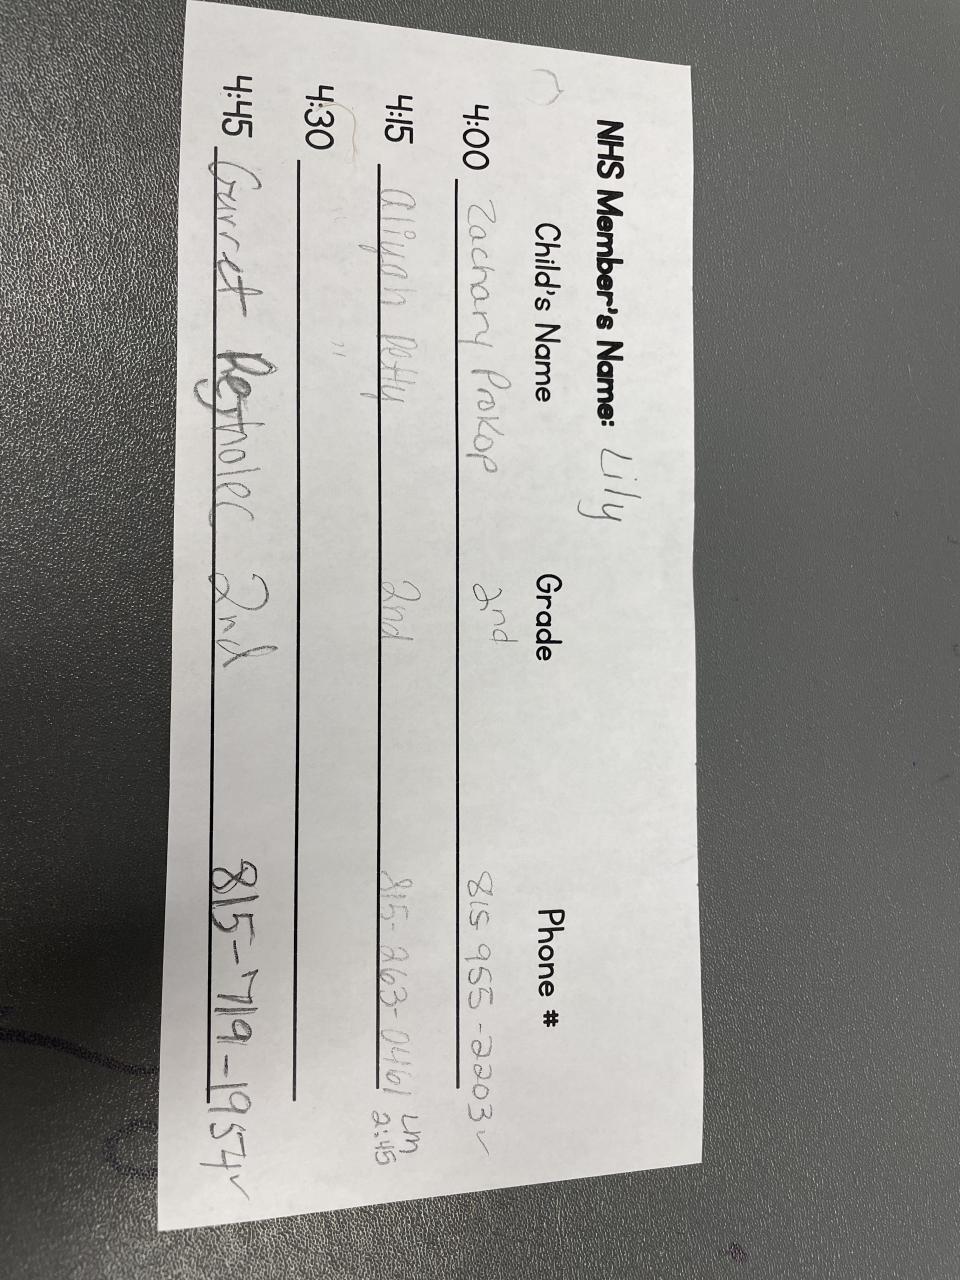 NHS Member's Name: Lily
Child's Name Grade Phone #
4:00 Zachary Prokop 2nd 815 955-2203 ✓
4:15 Aliyah Petty 2nd 815-263-0461 LM 2:45
4:30 " "
4:45 Garret 2nd 815-719-1954 ✓